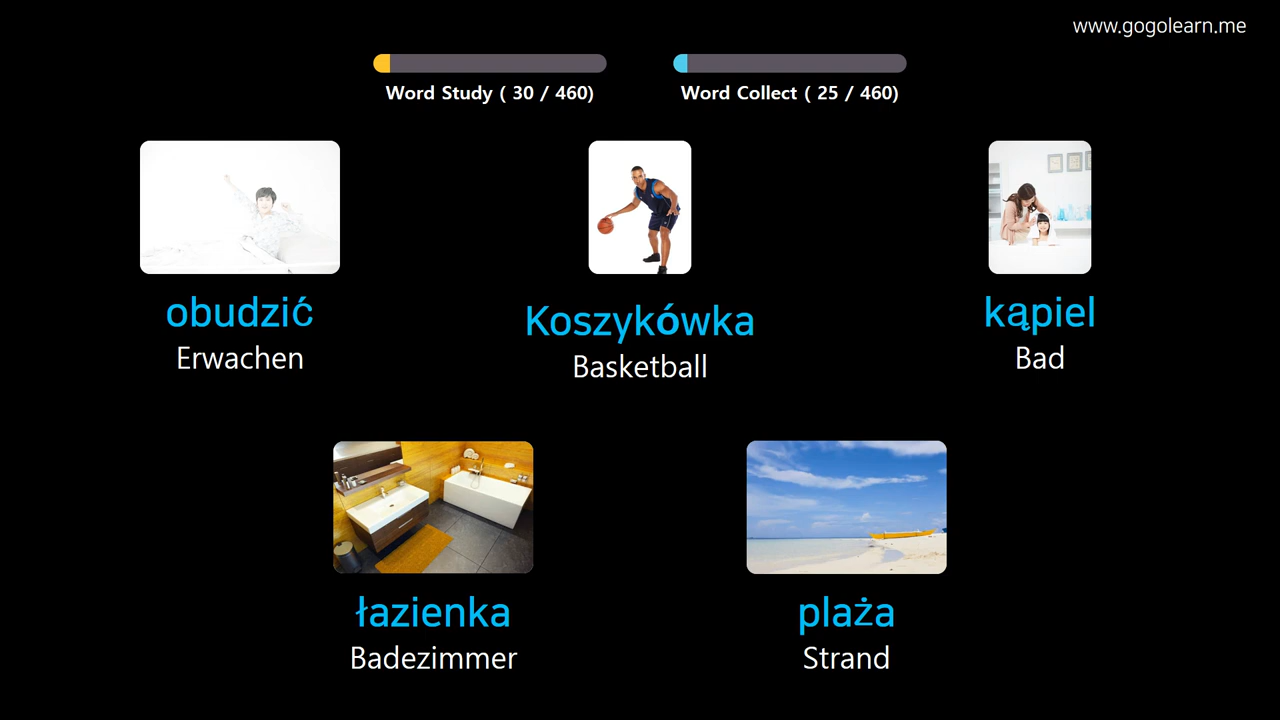 www.gogolearn.me
Word Study ( 30 / 460)
Word Collect ( 25 / 460)
obudzić
Erwachen
Koszykówka
Basketball
kąpiel
Bad
łazienka
Badezimmer
plaża
Strand